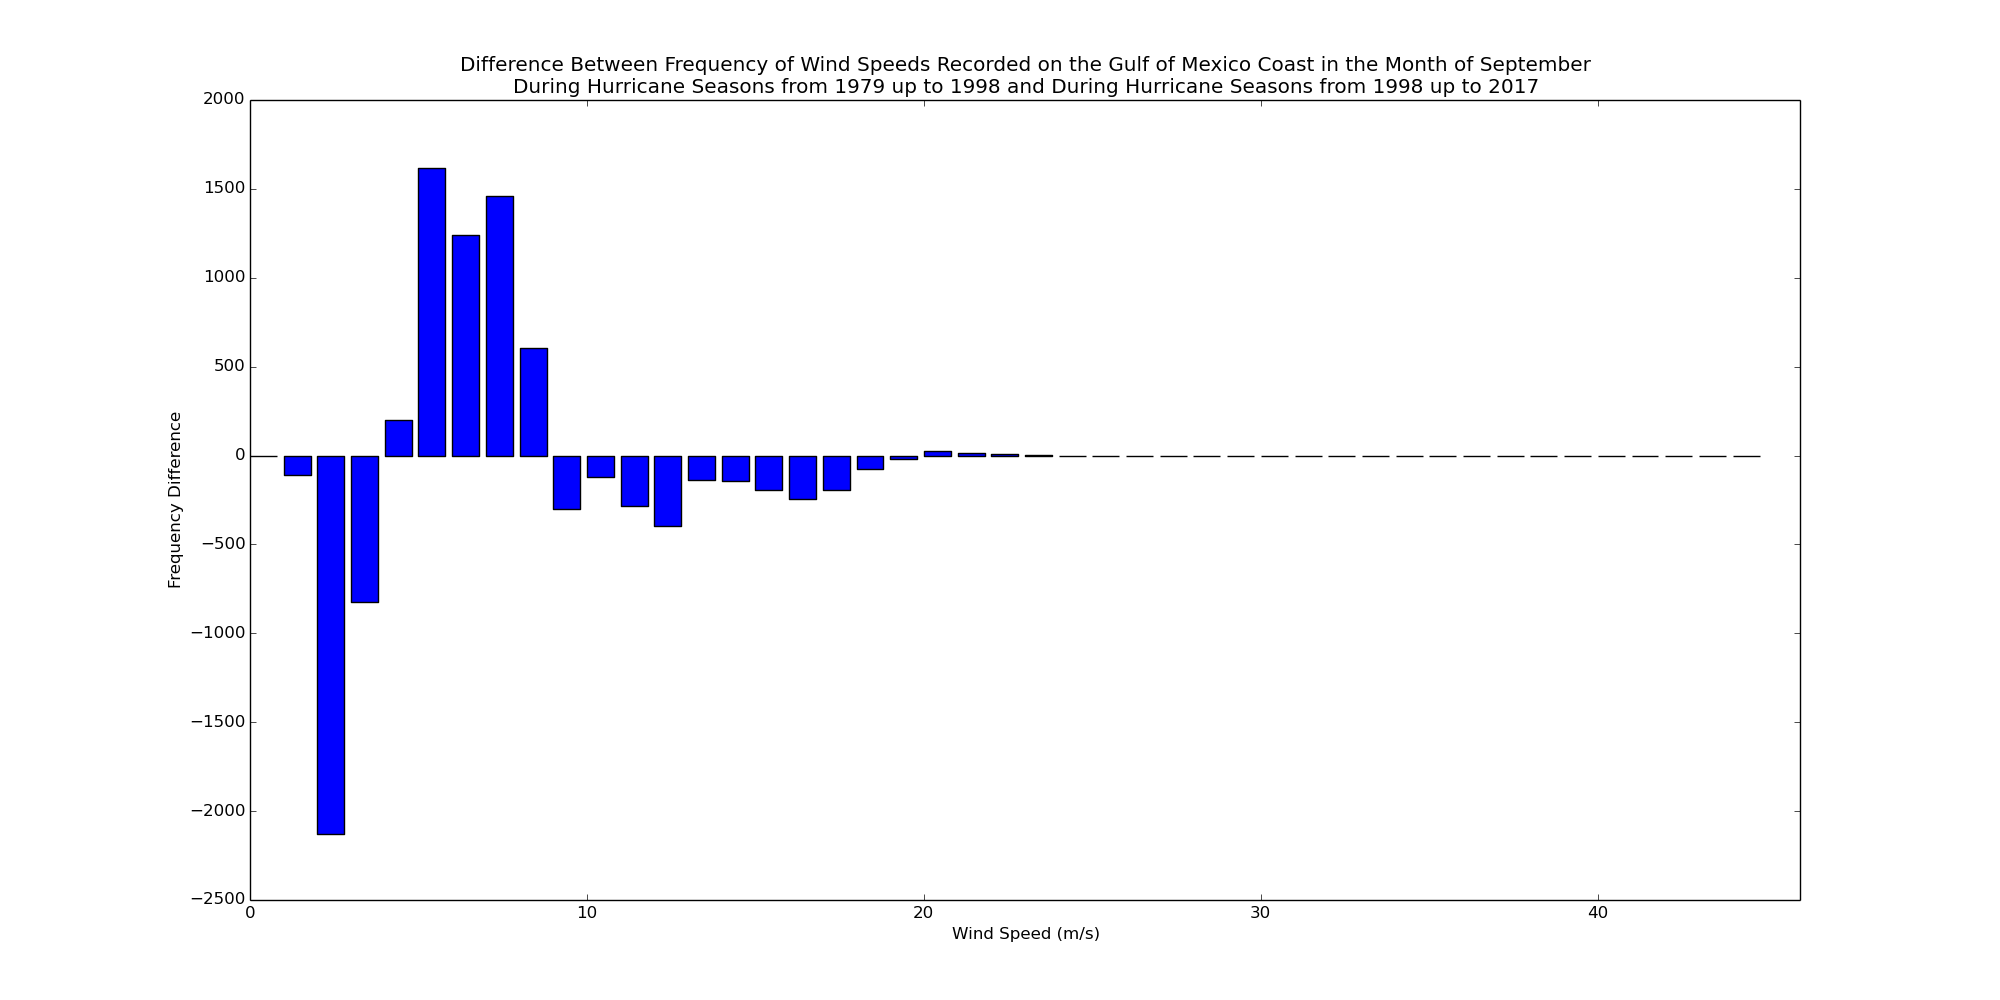 Difference Between Frequency of Wind Speeds Recorded on the Gulf of Mexico Coast in the Month of September
During Hurricane Seasons from 1979 up to 1998 and During Hurricane Seasons from 1998 up to 2017
2000
1500
1000
500
0
−500
−1000
−1500
−2000
−2500
Frequency Difference
0 10 20 30 40
Wind Speed (m/s)